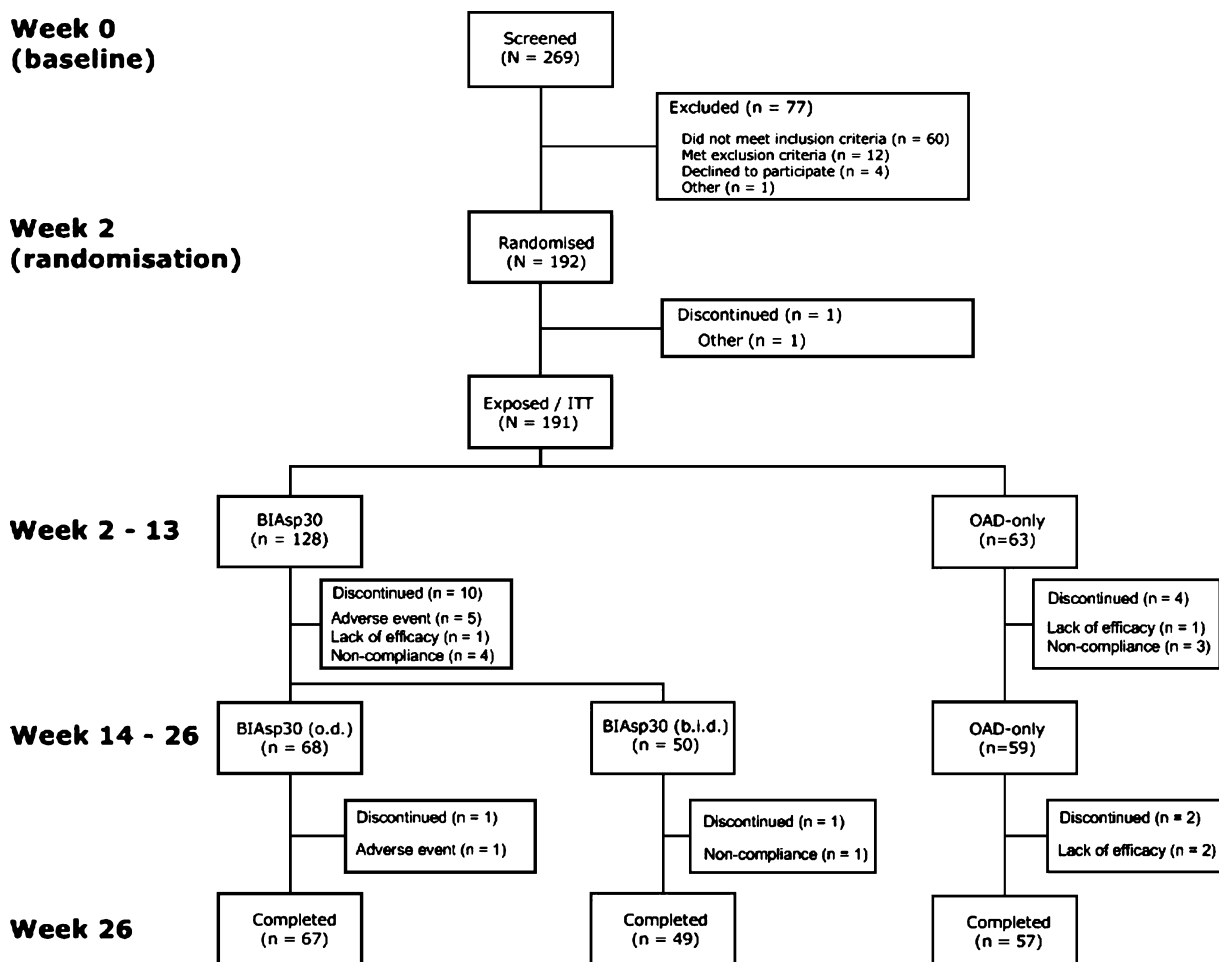 Week 0
(baseline)
Screened
(N = 269)
Excluded (n = 77)
Did not meet inclusion criteria (n = 60)
Met exclusion criteria (n = 12)
Declined to participate (n = 4)
Other (n = 1)
Week 2
(randomisation)
Randomised
(N = 192)
Discontinued (n = 1)
Other (n = 1)
Exposed / ITT
(N = 191)
Week 2 - 13
BIAsp30
(n = 128)
OAD-only
(n=63)
Discontinued (n = 10)
Adverse event (n = 5)
Lack of efficacy (n = 1)
Non-compliance (n = 4)
Discontinued (n = 4)
Lack of efficacy (n = 1)
Non-compliance (n = 3)
Week 14 - 26
BIAsp30 (o.d.)
(n = 68)
BIAsp30 (b.i.d.)
(n = 50)
OAD-only
(n=59)
Discontinued (n = 1)
Adverse event (n = 1)
Discontinued (n = 1)
Non-compliance (n = 1)
Discontinued (n = 2)
Lack of efficacy (n = 2)
Week 26
Completed
(n = 67)
Completed
(n = 49)
Completed
(n = 57)